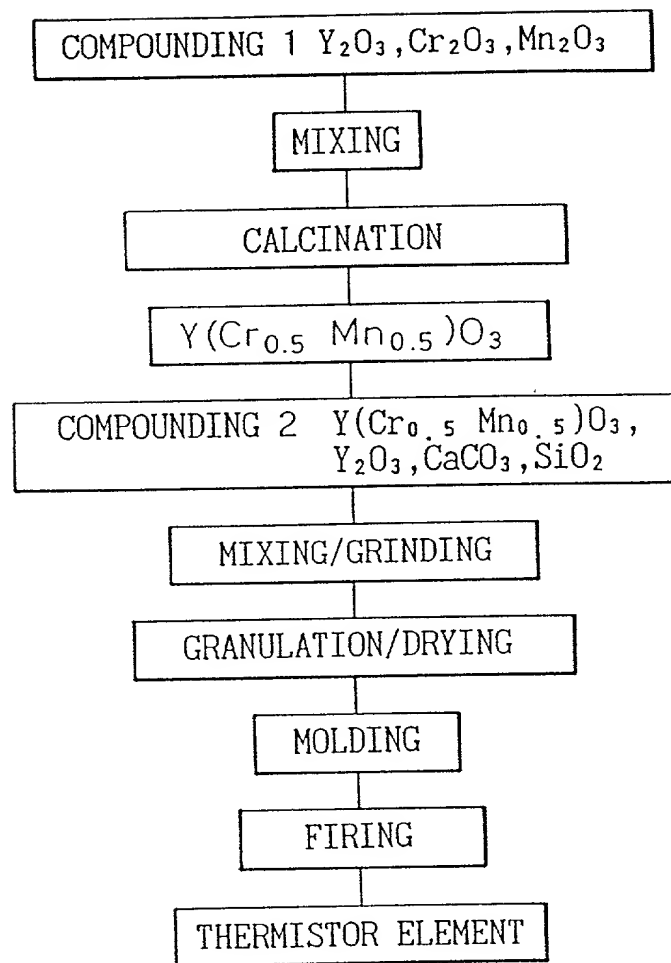 COMPOUNDING 1 Y₂O₃,Cr₂O₃,Mn₂O₃
MIXING
CALCINATION
Y(Cr₀.₅ Mn₀.₅)O₃
COMPOUNDING 2 Y(Cr₀.₅ Mn₀.₅)O₃,
Y₂O₃,CaCO₃,SiO₂
MIXING/GRINDING
GRANULATION/DRYING
MOLDING
FIRING
THERMISTOR ELEMENT